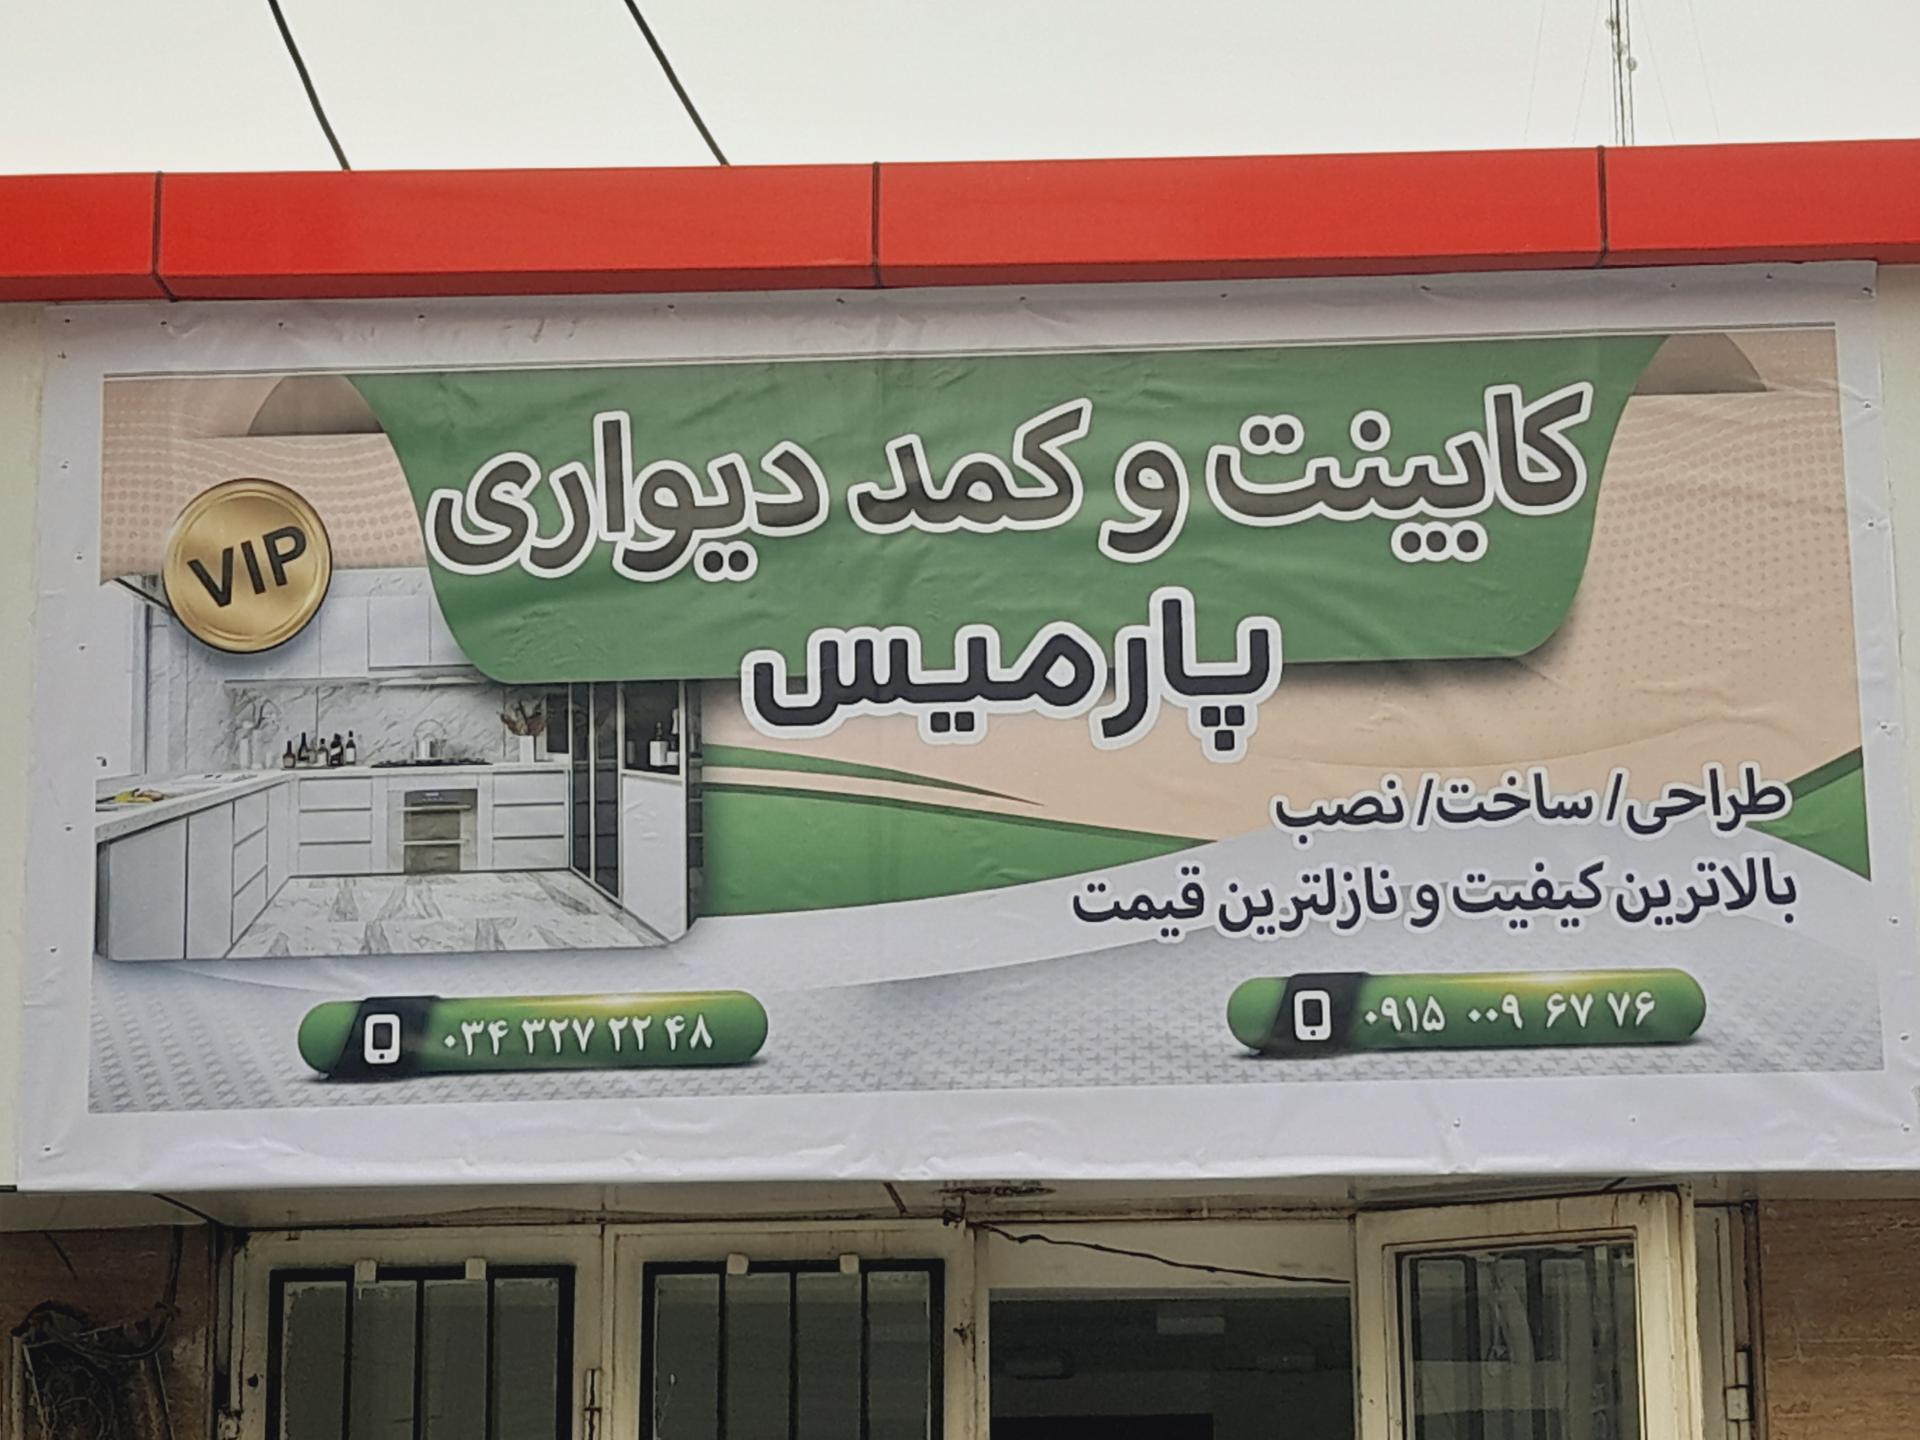 کابینت و کمد دیواری
پارمیس
VIP
طراحی/ ساخت/ نصب
بالاترین کیفیت و نازلترین قیمت
۰۹۱۵ ۰۰۹ ۶۷ ۷۶
۰۳۴ ۳۲۷ ۲۲ ۴۸